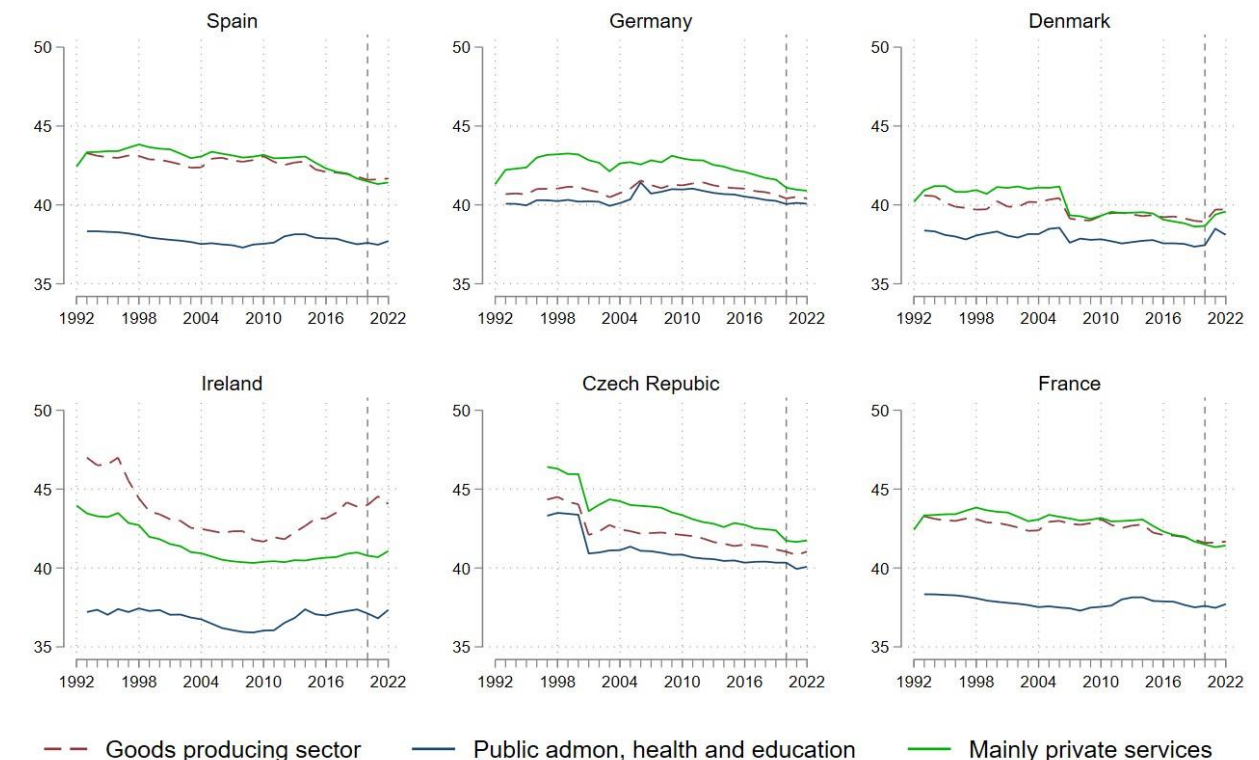 Spain
Germany
Denmark
50
45
40
35
1992 1998 2004 2010 2016 2022
50
45
40
35
1992 1998 2004 2010 2016 2022
50
45
40
35
1992 1998 2004 2010 2016 2022
Ireland
Czech Repubic
France
50
45
40
35
1992 1998 2004 2010 2016 2022
50
45
40
35
1992 1998 2004 2010 2016 2022
50
45
40
35
1992 1998 2004 2010 2016 2022
Goods producing sector Public admon, health and education Mainly private services